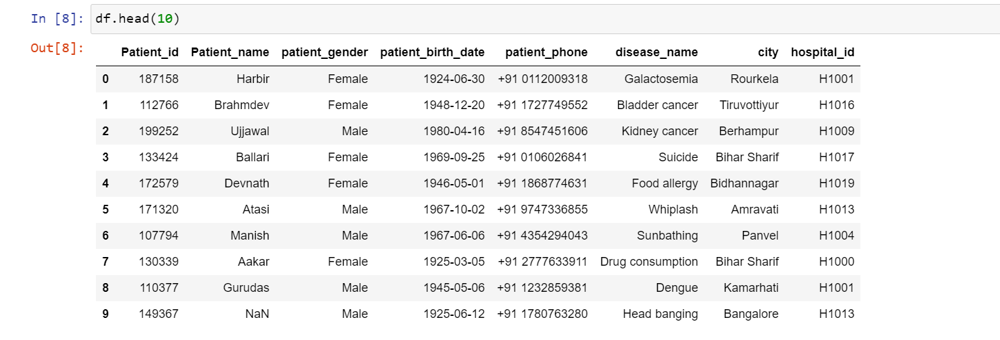 In [8]: df.head(10)
Out[8]:
Patient_id Patient_name patient_gender patient_birth_date patient_phone disease_name city hospital_id
0 187158 Harbir Female 1924-06-30 +91 0112009318 Galactosemia Rourkela H1001
1 112766 Brahmdev Female 1948-12-20 +91 1727749552 Bladder cancer Tiruvottiyur H1016
2 199252 Ujjawal Male 1980-04-16 +91 8547451606 Kidney cancer Berhampur H1009
3 133424 Ballari Female 1969-09-25 +91 0106026841 Suicide Bihar Sharif H1017
4 172579 Devnath Female 1946-05-01 +91 1868774631 Food allergy Bidhannagar H1019
5 171320 Atasi Male 1967-10-02 +91 9747336855 Whiplash Amravati H1013
6 107794 Manish Male 1967-06-06 +91 4354294043 Sunbathing Panvel H1004
7 130339 Aakar Female 1925-03-05 +91 2777633911 Drug consumption Bihar Sharif H1000
8 110377 Gurudas Male 1945-05-06 +91 1232859381 Dengue Kamarhati H1001
9 149367 NaN Male 1925-06-12 +91 1780763280 Head banging Bangalore H1013